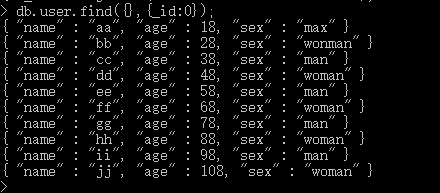 > db.user.find({}, {_id:0});
{ "name" : "aa", "age" : 18, "sex" : "max" }
{ "name" : "bb", "age" : 28, "sex" : "wonman" }
{ "name" : "cc", "age" : 38, "sex" : "man" }
{ "name" : "dd", "age" : 48, "sex" : "woman" }
{ "name" : "ee", "age" : 58, "sex" : "man" }
{ "name" : "ff", "age" : 68, "sex" : "woman" }
{ "name" : "gg", "age" : 78, "sex" : "man" }
{ "name" : "hh", "age" : 88, "sex" : "woman" }
{ "name" : "ii", "age" : 98, "sex" : "man" }
{ "name" : "jj", "age" : 108, "sex" : "woman" }
>